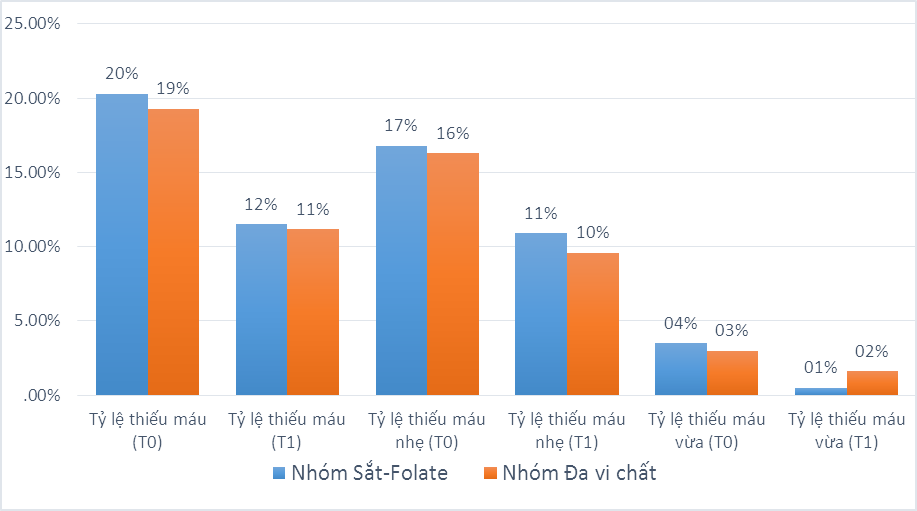 25.00%
20.00%
15.00%
10.00%
5.00%
.00%
20%
19%
12%
11%
17%
16%
11%
10%
04%
03%
01%
02%
Tỷ lệ thiếu máu
(T0)
Tỷ lệ thiếu máu
(T1)
Tỷ lệ thiếu máu
nhẹ (T0)
Tỷ lệ thiếu máu
nhẹ (T1)
Tỷ lệ thiếu máu
vừa (T0)
Tỷ lệ thiếu máu
vừa (T1)
Nhóm Sắt-Folate
Nhóm Đa vi chất